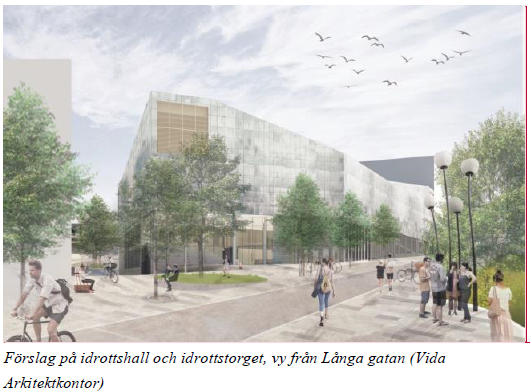 Förslag på idrottshall och idrottstorget, vy från Långa gatan (Vida
Arkitektkontor)